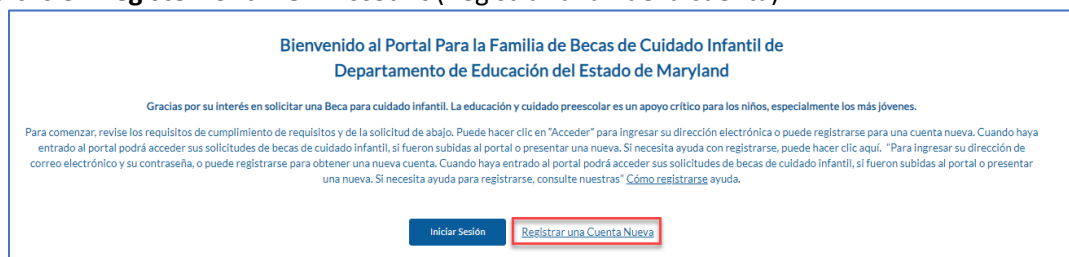 Bienvenido al Portal Para la Familia de Becas de Cuidado Infantil de
Departamento de Educación del Estado de Maryland
Gracias por su interés en solicitar una Beca para cuidado infantil. La educación y cuidado preescolar es un apoyo crítico para los niños, especialmente los más jóvenes.
Para comenzar, revise los requisitos de cumplimiento de requisitos y de la solicitud de abajo. Puede hacer clic en "Acceder" para ingresar su dirección electrónica o puede registrarse para una cuenta nueva. Cuando haya
entrado al portal podrá acceder sus solicitudes de becas de cuidado infantil, si fueron subidas al portal o presentar una nueva. Si necesita ayuda con registrarse, puede hacer clic aquí. "Para ingresar su dirección de
correo electrónico y su contraseña, o puede registrarse para obtener una nueva cuenta. Cuando haya entrado al portal podrá acceder sus solicitudes de becas de cuidado infantil, si fueron subidas al portal o presentar
una nueva. Si necesita ayuda para registrarse, consulte nuestras" Cómo registrarse ayuda.
Iniciar Sesión Registrar una Cuenta Nueva